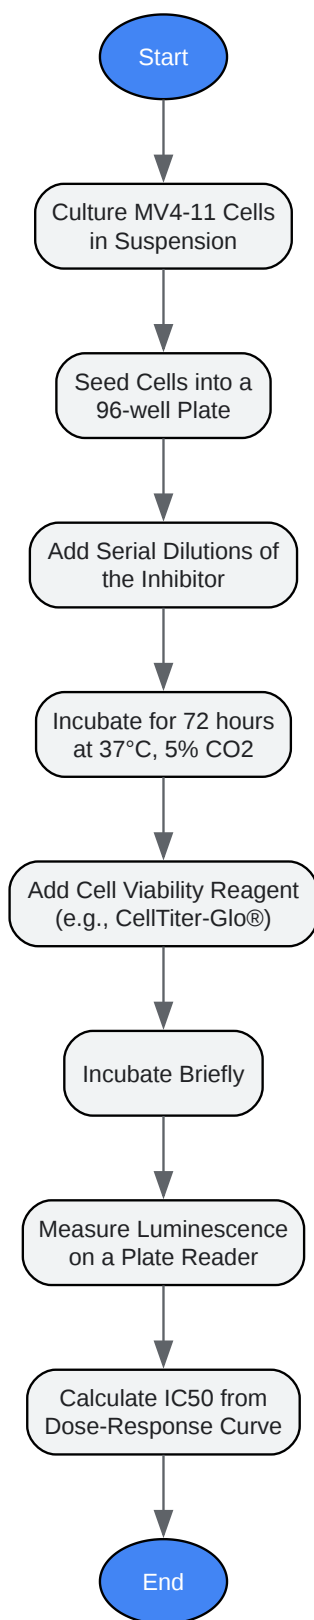 Start
Culture MV4-11 Cells
in Suspension
Seed Cells into a
96-well Plate
Add Serial Dilutions of
the Inhibitor
Incubate for 72 hours
at 37°C, 5% CO2
Add Cell Viability Reagent
(e.g., CellTiter-Glo®)
Incubate Briefly
Measure Luminescence
on a Plate Reader
Calculate IC50 from
Dose-Response Curve
End